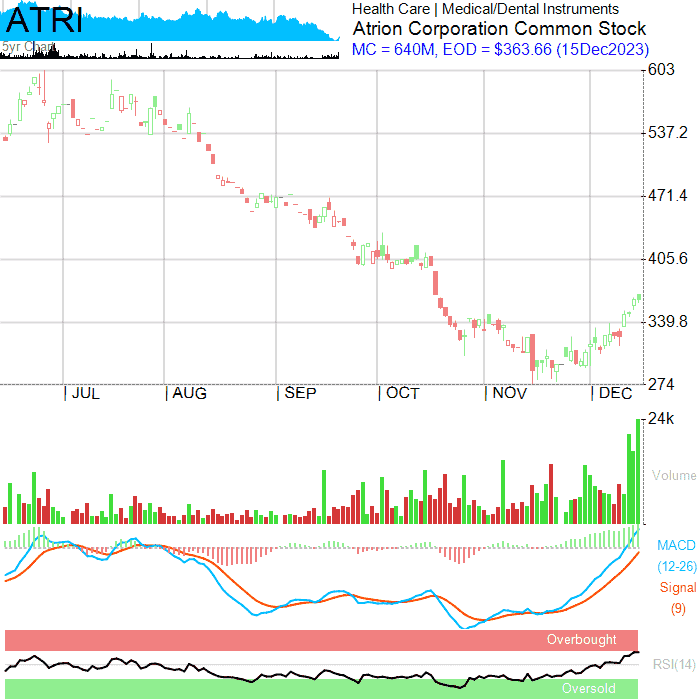 ATRI
5yr Chart
Health Care | Medical/Dental Instruments
Atrion Corporation Common Stock
MC = 640M, EOD = $363.66 (15Dec2023)
603
537.2
471.4
405.6
339.8
274
| JUL | AUG | SEP | OCT | NOV | DEC
24k
Volume
MACD
(12-26)
Signal
(9)
Overbought
RSI(14)
Oversold